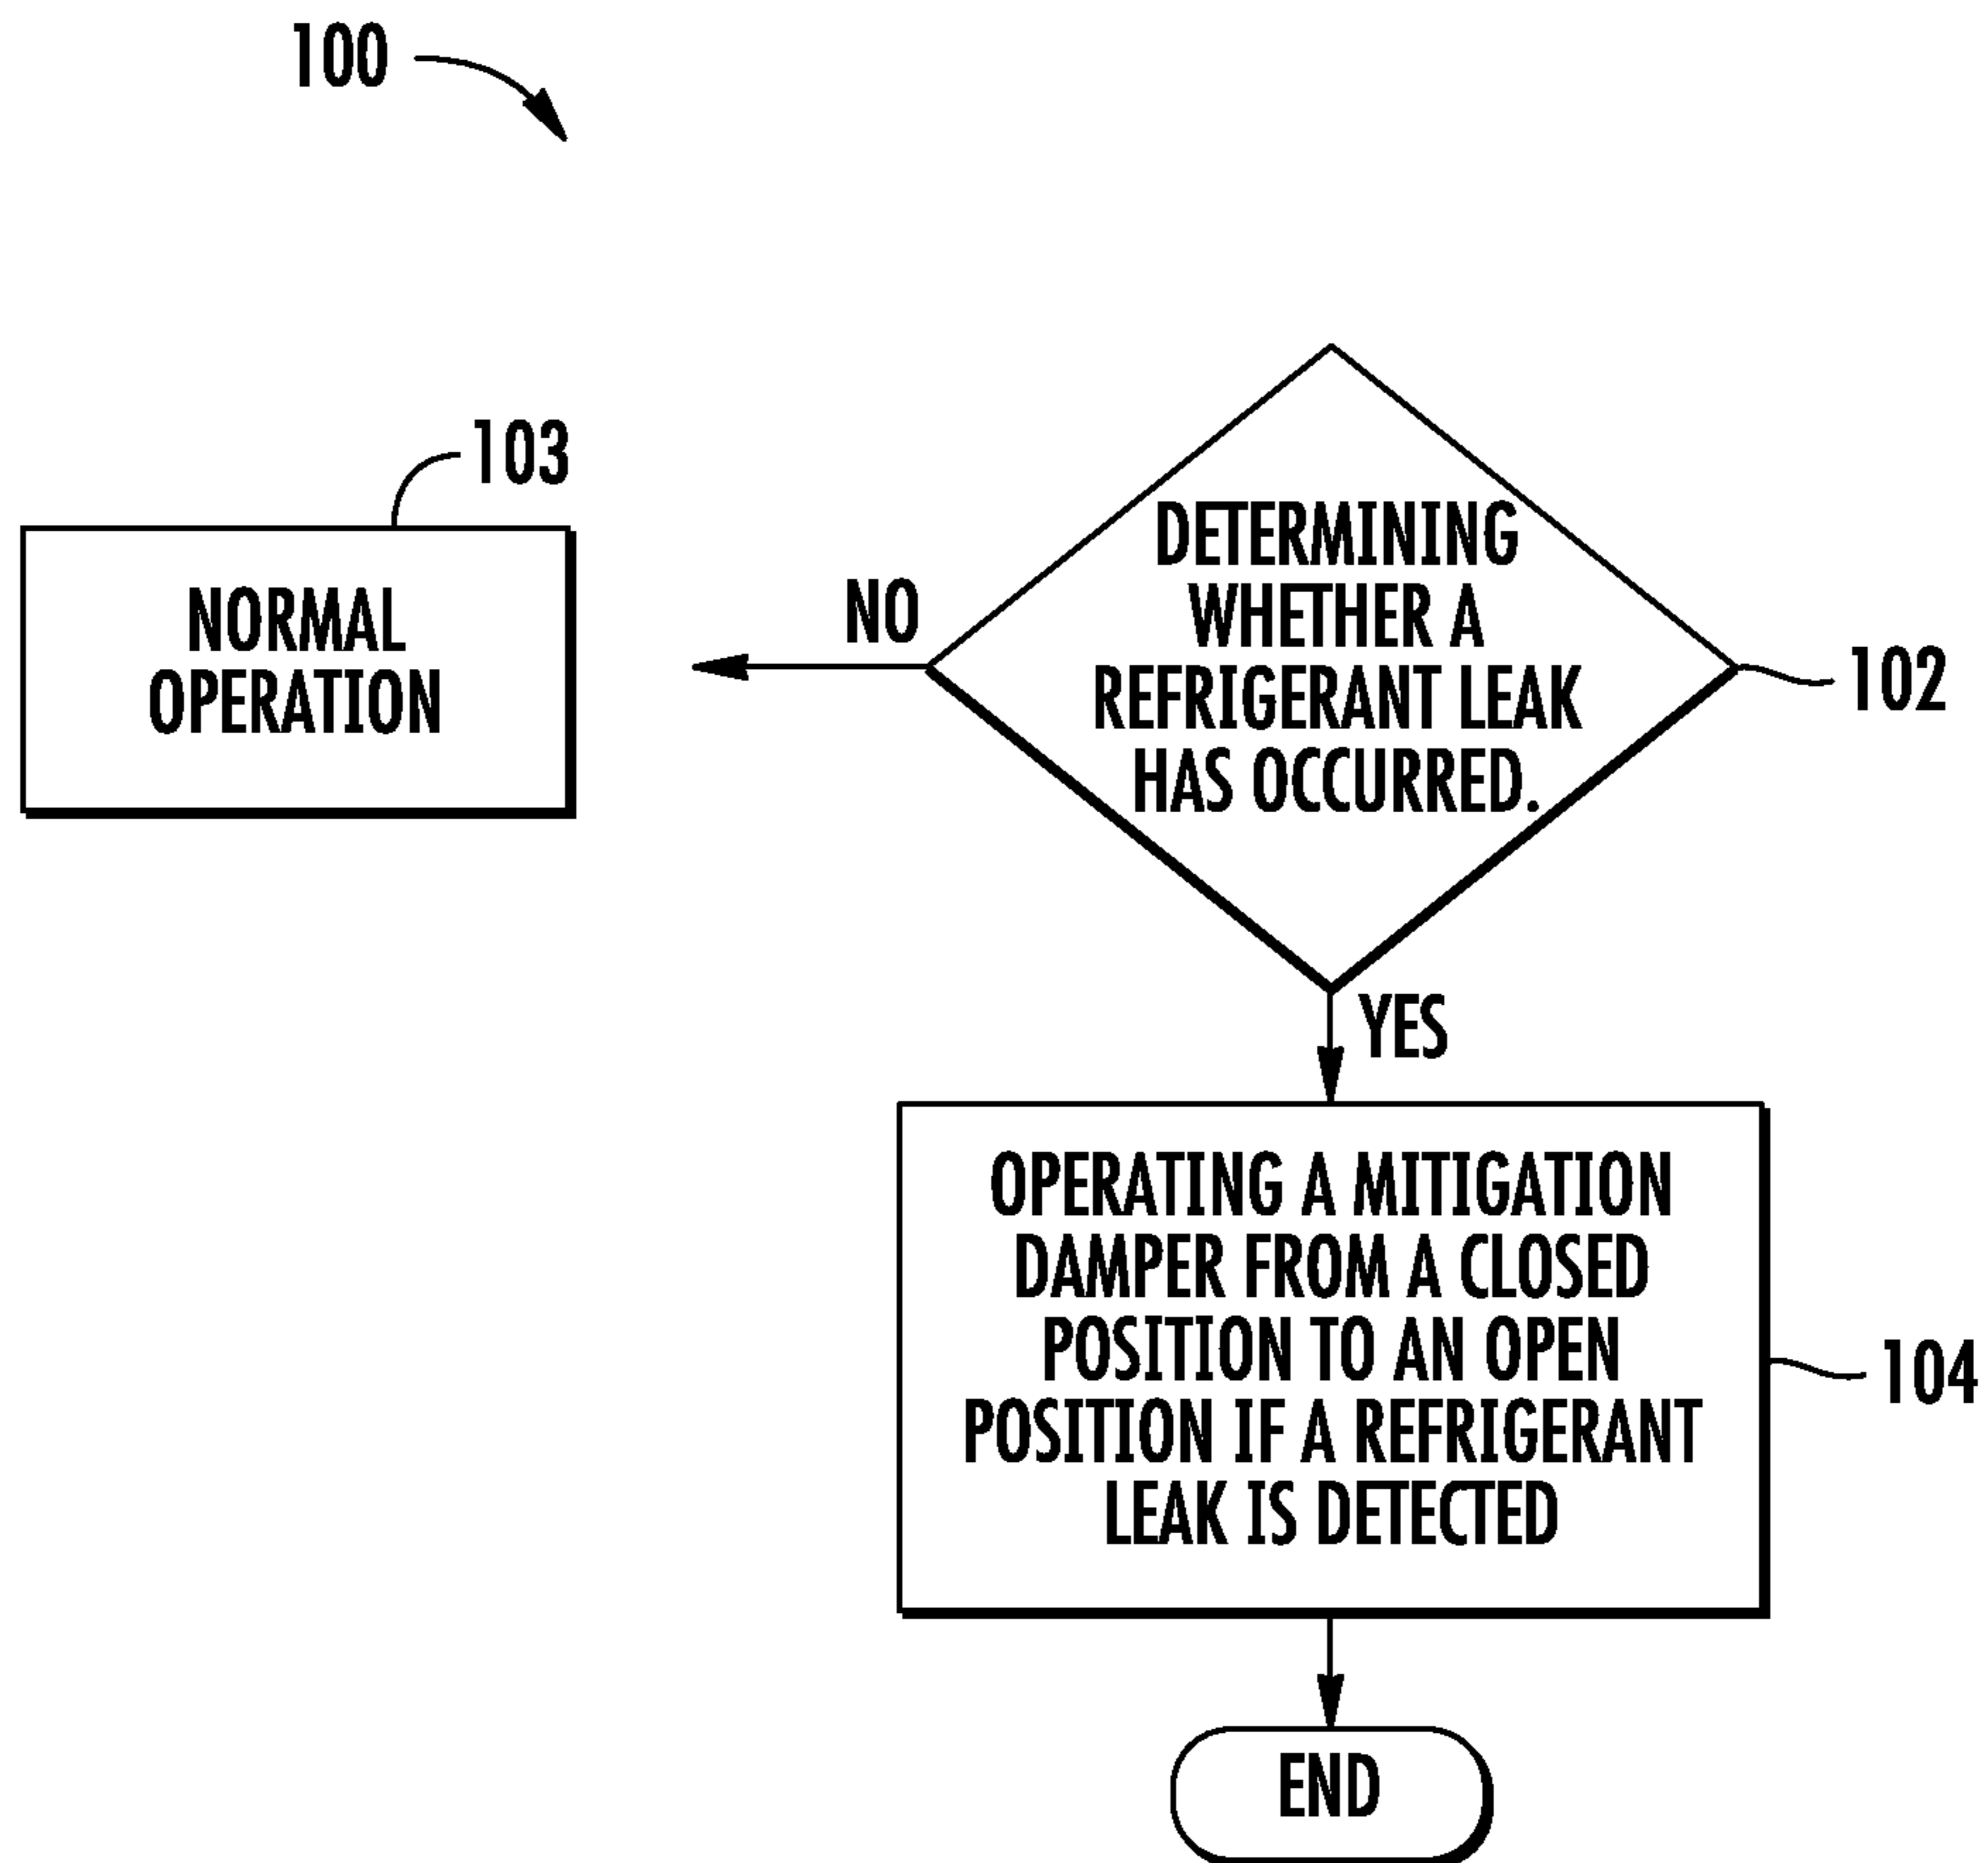 100
103
NORMAL
OPERATION
NO
DETERMINING
WHETHER A
REFRIGERANT LEAK
HAS OCCURRED.
102
YES
OPERATING A MITIGATION
DAMPER FROM A CLOSED
POSITION TO AN OPEN
POSITION IF A REFRIGERANT
LEAK IS DETECTED
104
END